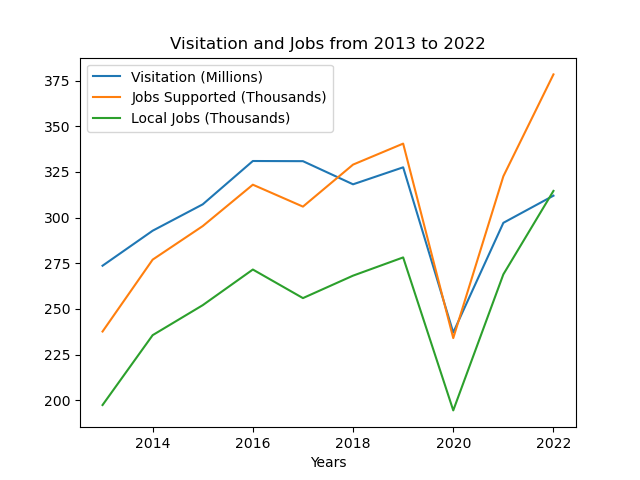 Visitation and Jobs from 2013 to 2022
Visitation (Millions)
Jobs Supported (Thousands)
Local Jobs (Thousands)
375
350
325
300
275
250
225
200
2014 2016 2018 2020 2022
Years